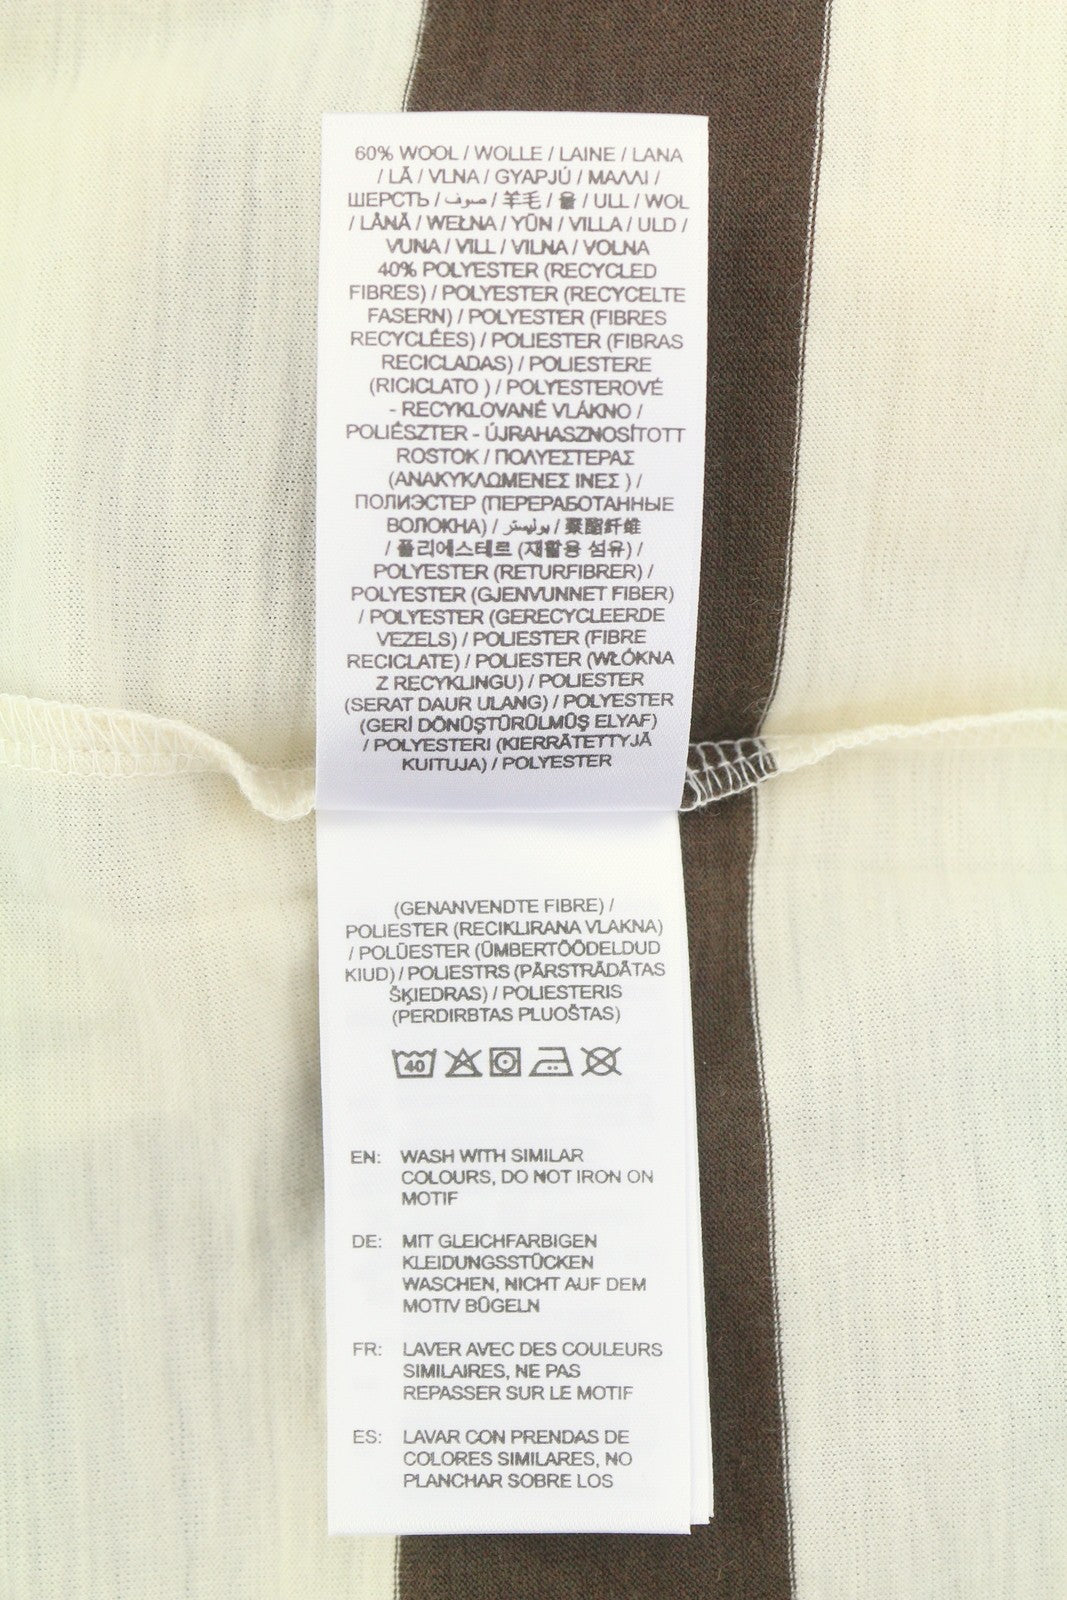 60% WOOL / WOLLE / LAINE / LANA
/ LÃ / VLNA / GYAPJÚ / ΜΑΛΛΙ /
ШЕРСТЬ / صوف / 羊毛 / 울 / ULL / WOL
/ LÂNĂ / WEŁNA / YÜN / VILLA / ULD /
VUNA / VILL / VILNA / VOLNA
40% POLYESTER (RECYCLED
FIBRES) / POLYESTER (RECYCELTE
FASERN) / POLYESTER (FIBRES
RECYCLÉES) / POLIESTER (FIBRAS
RECICLADAS) / POLIESTERE
(RICICLATO ) / POLYESTEROVÉ
- RECYKLOVANÉ VLÁKNO /
POLIÉSZTER - ÚJRAHASZNOSÍTOTT
ROSTOK / ΠΟΛΥΕΣΤΕΡΑΣ
(ΑΝΑΚΥΚΛΩΜΕΝΕΣ ΙΝΕΣ ) /
ПОЛИЭСТЕР (ПЕРЕРАБОТАННЫЕ
ВОЛОКНА) / بوليستر / 聚酯纤维
/ 폴리에스테르 (재활용 섬유) /
POLYESTER (RETURFIBRER) /
POLYESTER (GJENVUNNET FIBER)
/ POLYESTER (GERECYCLEERDE
VEZELS) / POLIESTER (FIBRE
RECICLATE) / POLIESTER (WŁÓKNA
Z RECYKLINGU) / POLIESTER
(SERAT DAUR ULANG) / POLYESTER
(GERİ DÖNÜŞTÜRÜLMÜŞ ELYAF)
/ POLYESTERI (KIERRÄTETTYJÄ
KUITUJA) / POLYESTER
(GENANVENDTE FIBRE) /
POLIESTER (RECIKLIRANA VLAKNA)
/ POLÜESTER (ÜMBERTÖÖDELDUD
KIUD) / POLIESTRS (PĀRSTRĀDĀTAS
ŠĶIEDRAS) / POLIESTERIS
(PERDIRBTAS PLUOŠTAS)
40
EN: WASH WITH SIMILAR
COLOURS, DO NOT IRON ON
MOTIF
DE: MIT GLEICHFARBIGEN
KLEIDUNGSSTÜCKEN
WASCHEN, NICHT AUF DEM
MOTIV BÜGELN
FR: LAVER AVEC DES COULEURS
SIMILAIRES, NE PAS
REPASSER SUR LE MOTIF
ES: LAVAR CON PRENDAS DE
COLORES SIMILARES, NO
PLANCHAR SOBRE LOS